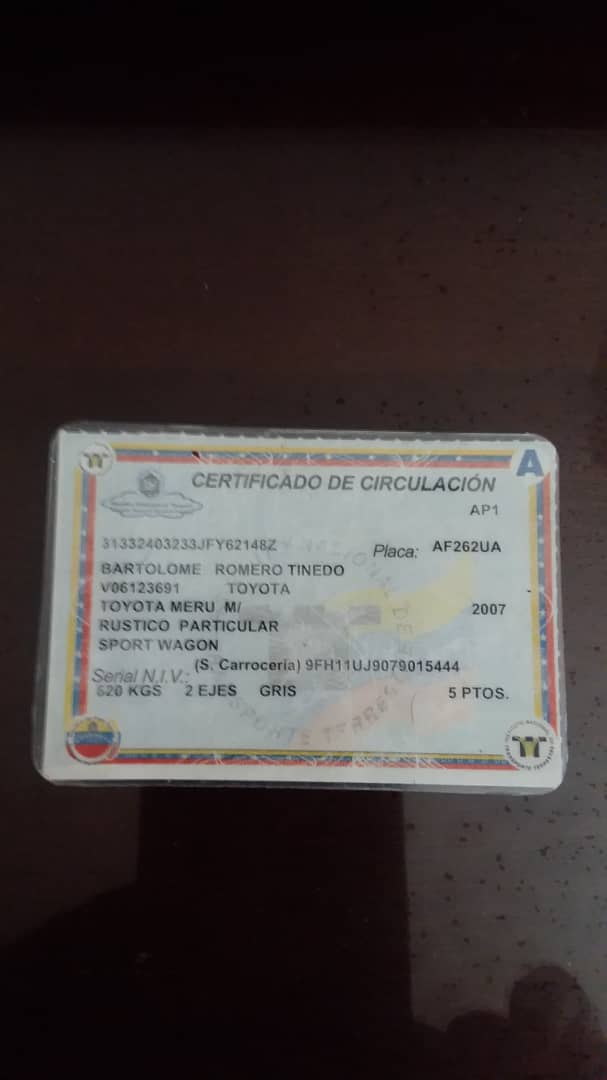 A
CERTIFICADO DE CIRCULACIÓN
AP1
31332403233JFY62148Z
Placa: AF262UA
BARTOLOME ROMERO TINEDO
V06123691 TOYOTA
TOYOTA MERU M/ 2007
RUSTICO PARTICULAR
SPORT WAGON
(S. Carrocería) 9FH11UJ9079015444
Serial N.I.V.:
620 KGS 2 EJES GRIS 5 PTOS.